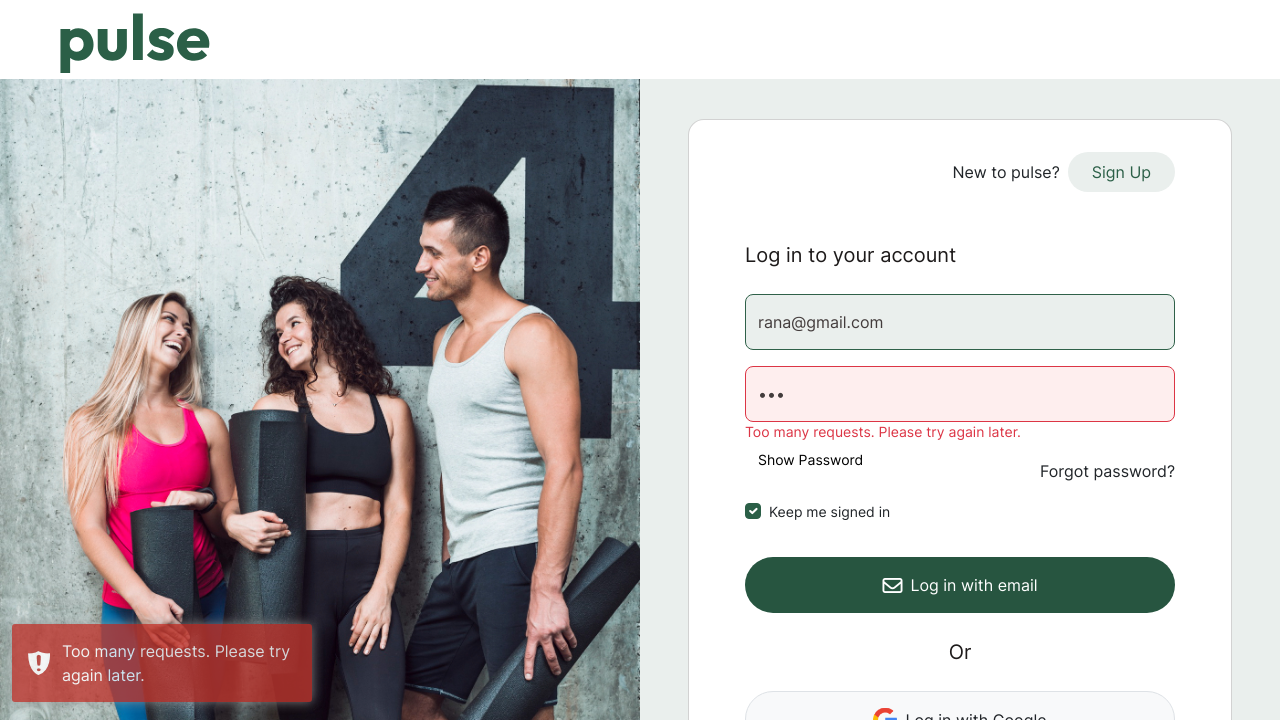 pulse
New to pulse? Sign Up
Log in to your account
rana@gmail.com
•••
Too many requests. Please try again later.
Show Password
Forgot password?
Keep me signed in
Log in with email
Or
Log in with Google
4
Too many requests. Please try
again later.